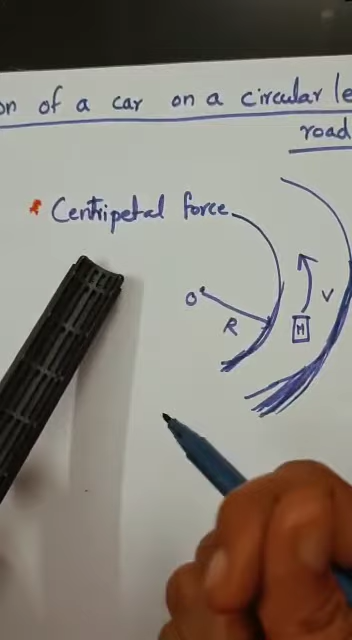 on of a car on a circular le
road
* Centripetal force
O
R
V
M